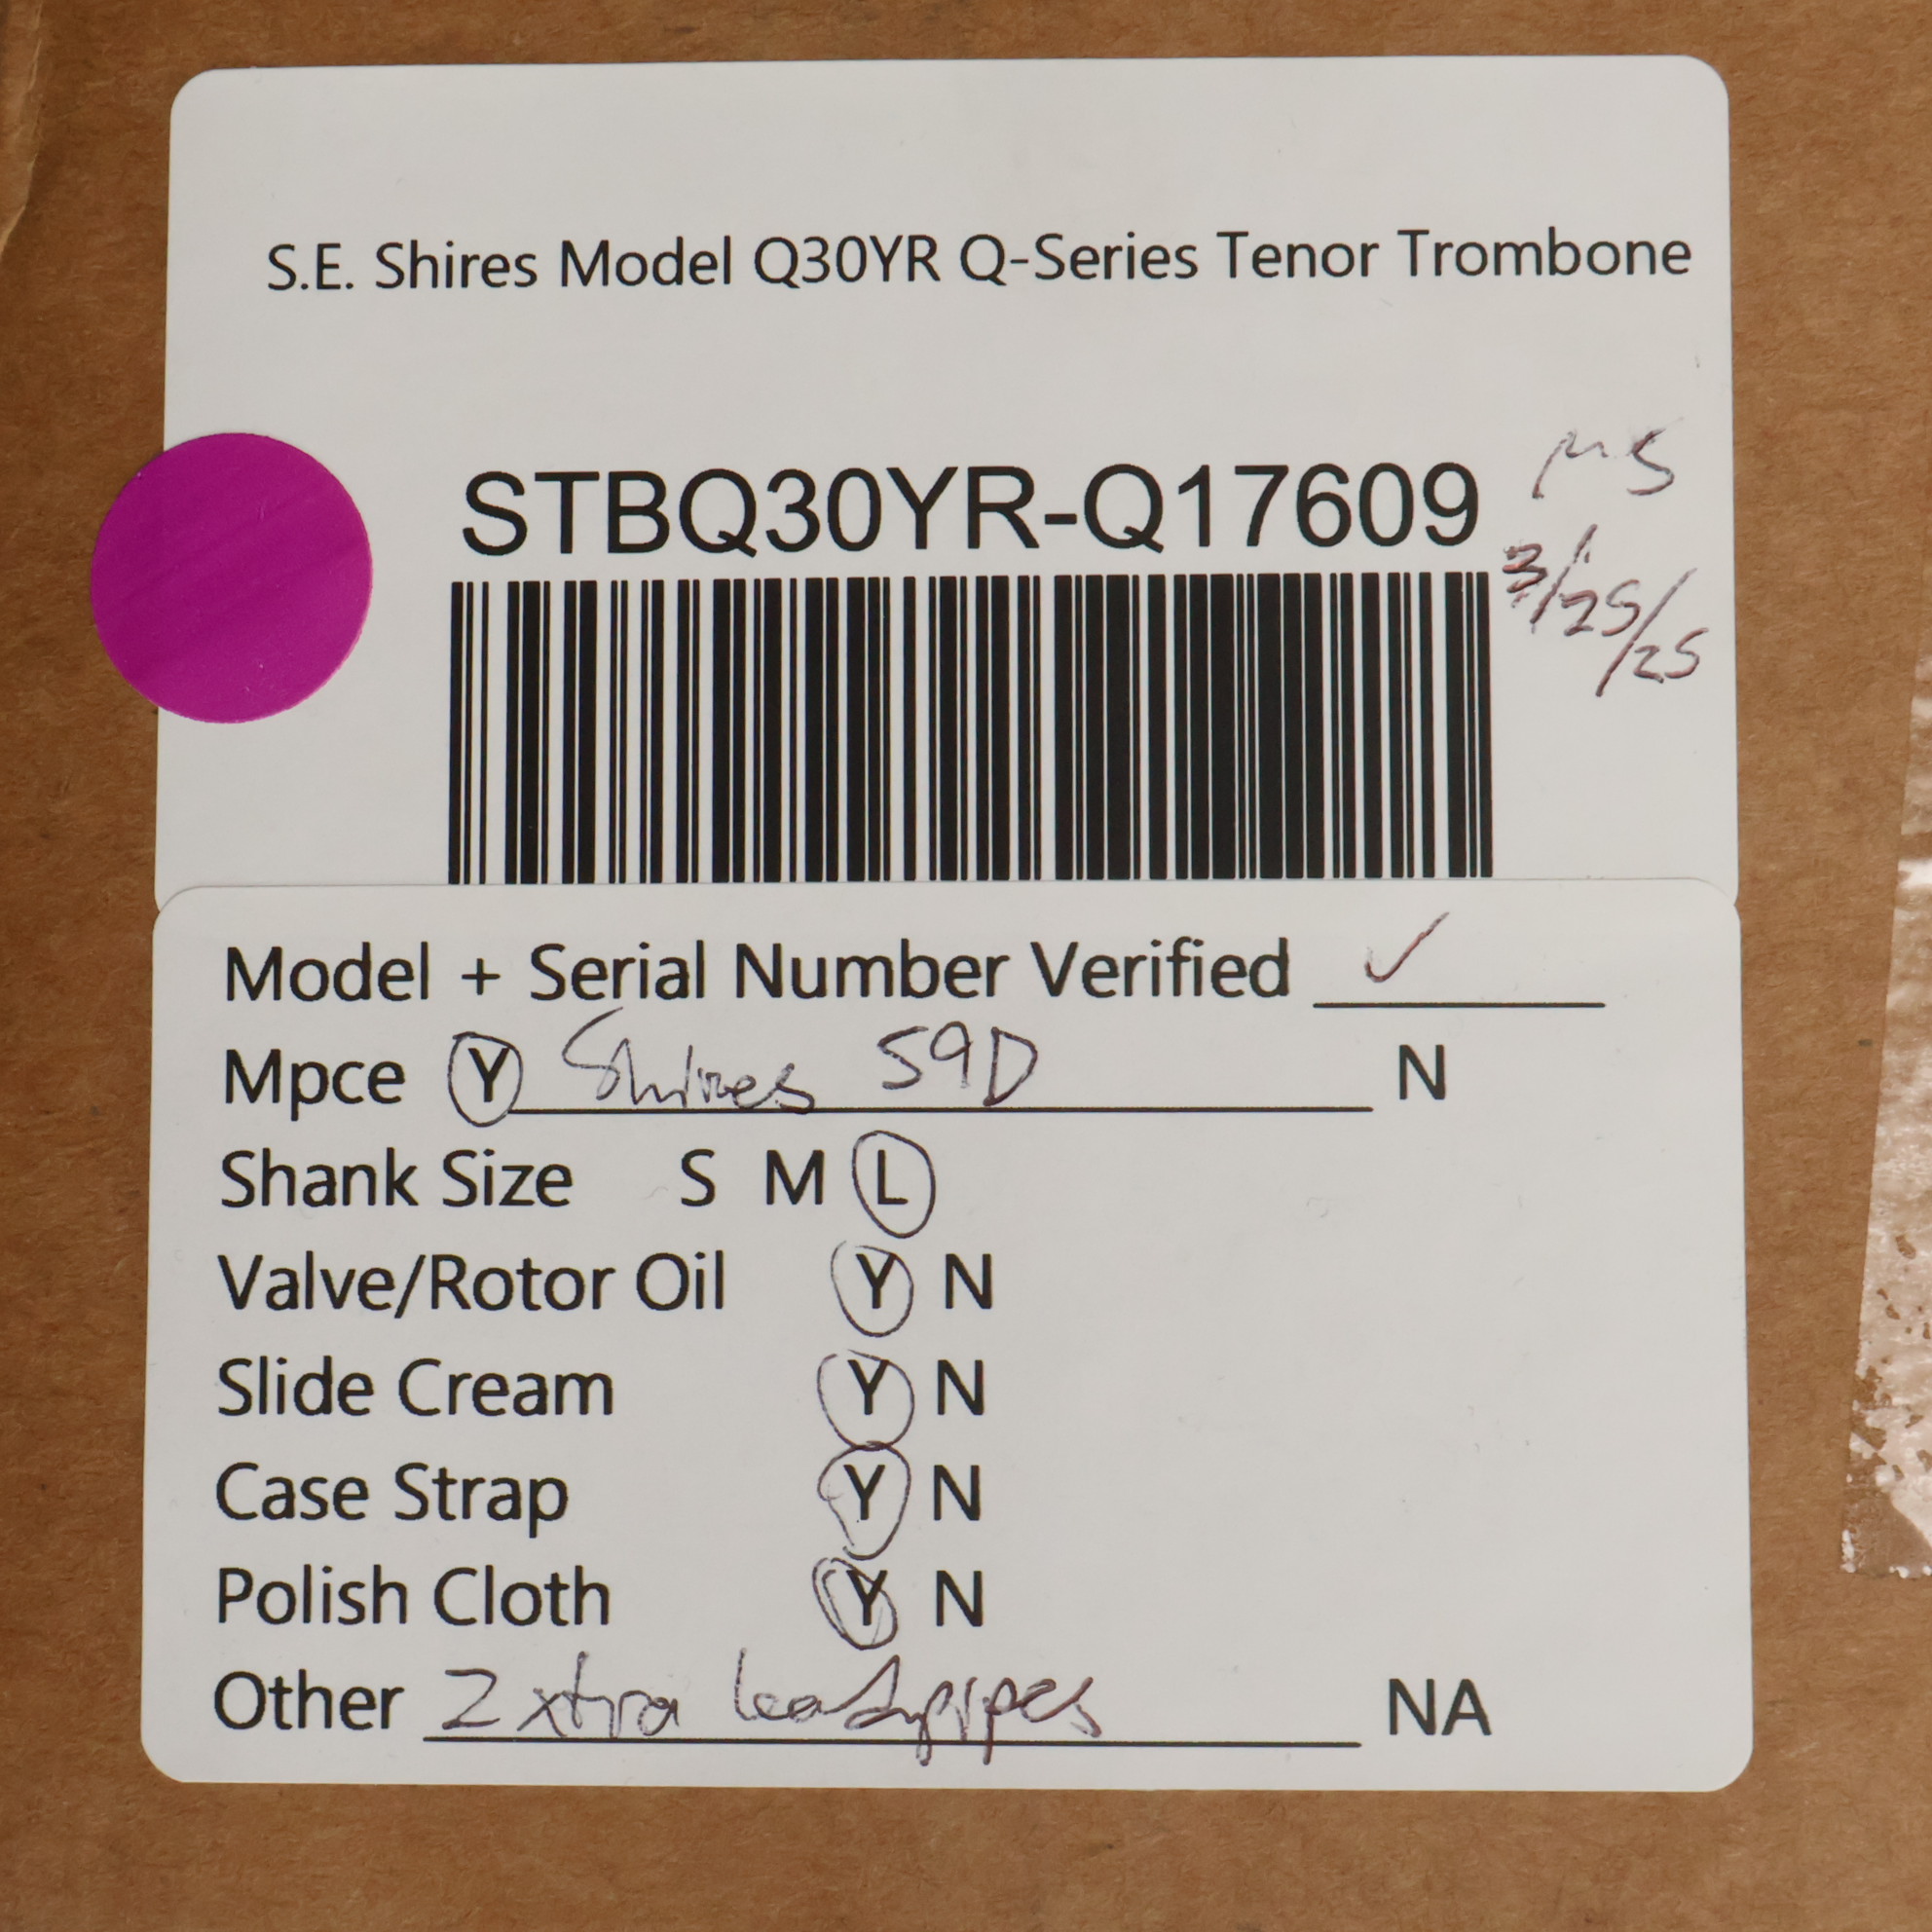 S.E. Shires Model Q30YR Q-Series Tenor Trombone
STBQ30YR-Q17609 MS
3/25/25
Model + Serial Number Verified ✓
Mpce Y Shires 59D N
Shank Size S M L
Valve/Rotor Oil Y N
Slide Cream Y N
Case Strap Y N
Polish Cloth Y N
Other 2 xtra leadpipes NA